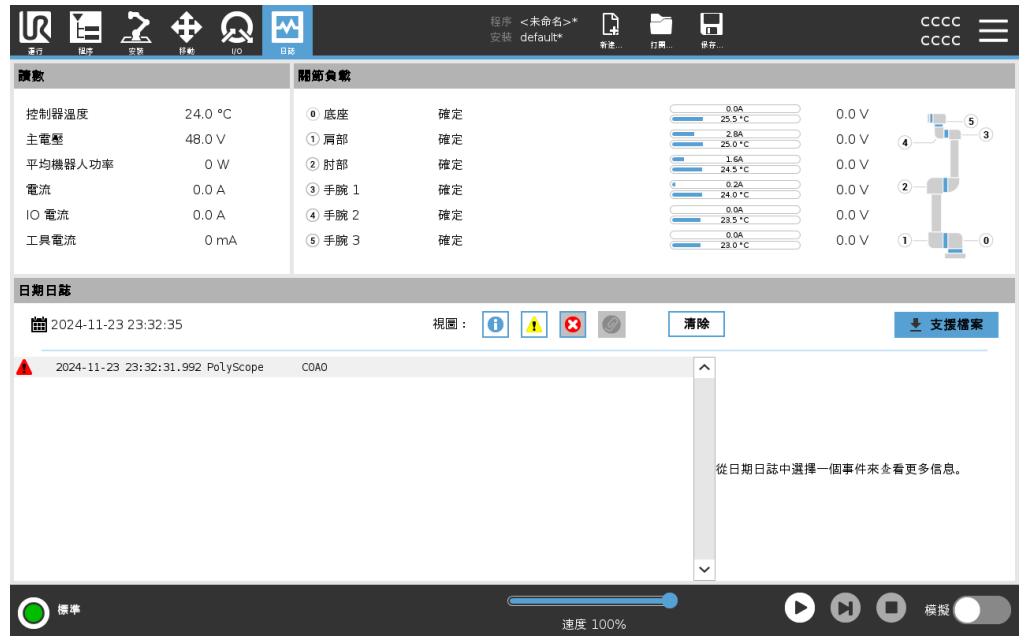 程序 <未命名>*
安裝 default*
cccc
cccc
運行 程序 安裝 移動 I/O 日誌 新建... 打開... 保存...
讀數
關節負載
控制器溫度 24.0 °C
主電壓 48.0 V
平均機器人功率 0 W
電流 0.0 A
IO 電流 0.0 A
工具電流 0 mA
0 底座 確定 0.0A 25.5 °C 0.0 V
1 肩部 確定 2.8A 25.0 °C 0.0 V
2 肘部 確定 1.6A 24.5 °C 0.0 V
3 手腕 1 確定 0.2A 24.0 °C 0.0 V
4 手腕 2 確定 0.0A 23.5 °C 0.0 V
5 手腕 3 確定 0.0A 23.0 °C 0.0 V
5
4 3
2
1 0
日期日誌
2024-11-23 23:32:35 視圖： 清除 支援檔案
2024-11-23 23:32:31.992 PolyScope C0A0
從日期日誌中選擇一個事件來查看更多信息。
標準
速度 100%
模擬